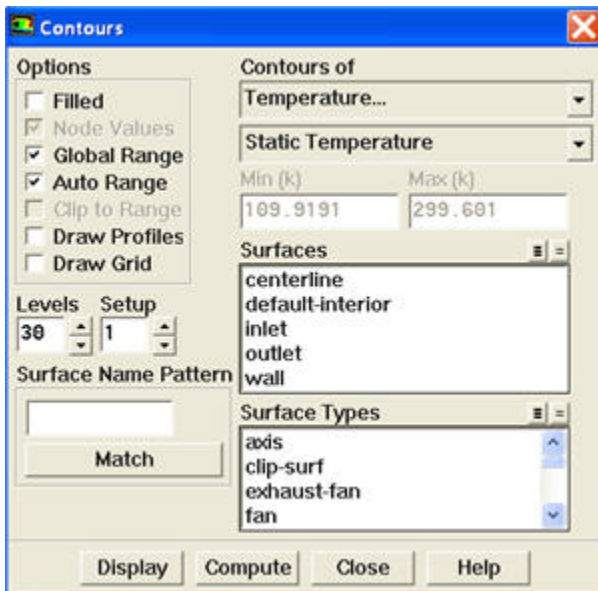 Contours
Options
Filled
Node Values
Global Range
Auto Range
Clip to Range
Draw Profiles
Draw Grid
Levels Setup
30 1
Surface Name Pattern
Match
Contours of
Temperature...
Static Temperature
Min (k) Max (k)
109.9191 299.601
Surfaces
centerline
default-interior
inlet
outlet
wall
Surface Types
axis
clip-surf
exhaust-fan
fan
Display Compute Close Help